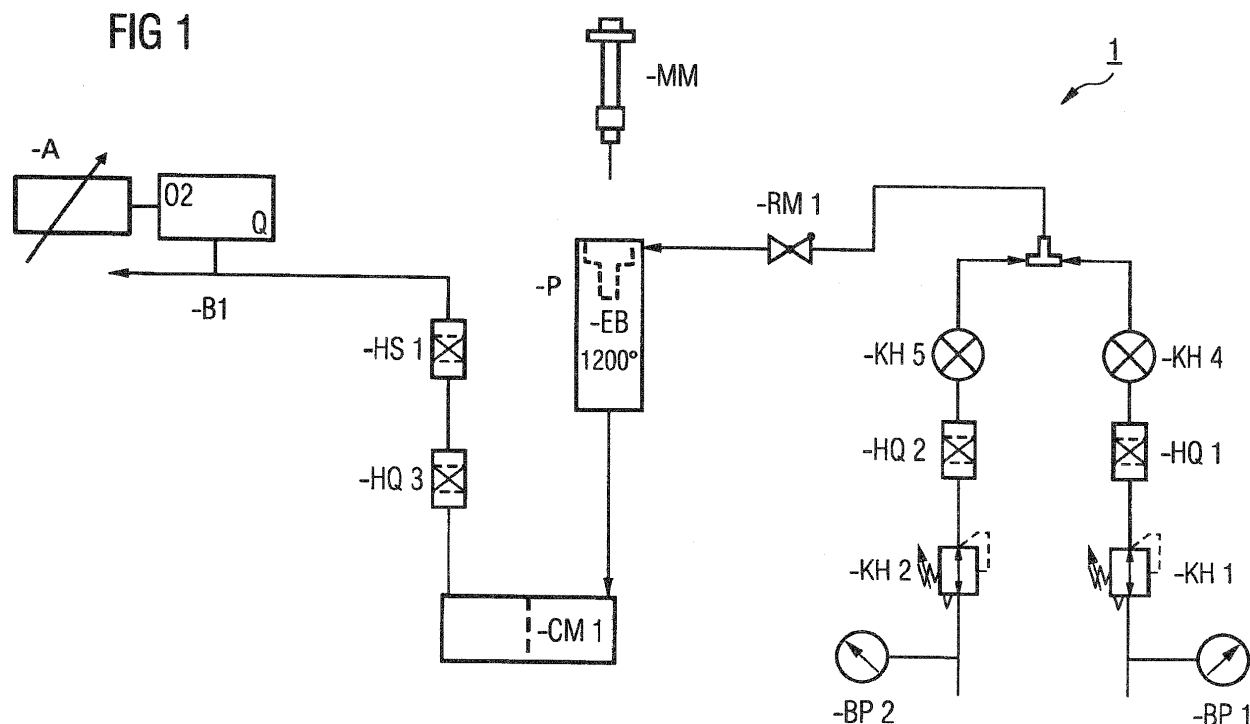 FIG 1
1
-MM
-A
O2
Q
-RM 1
-B1
-P
-EB
1200°
-HS 1
-KH 5
-KH 4
-HQ 3
-HQ 2
-HQ 1
-KH 2
-KH 1
-CM 1
-BP 2
-BP 1